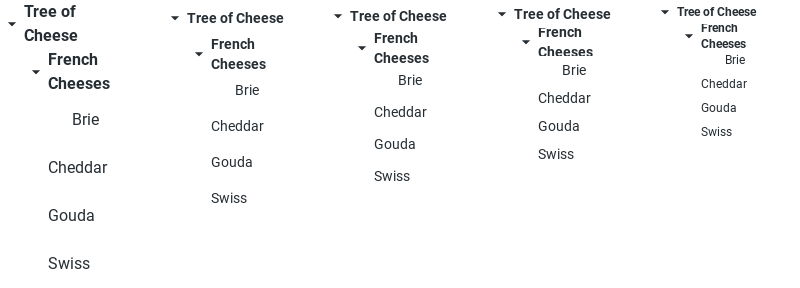 Tree of
Cheese
French
Cheeses
Brie
Cheddar
Gouda
Swiss
Tree of Cheese
French
Cheeses
Brie
Cheddar
Gouda
Swiss
Tree of Cheese
French
Cheeses
Brie
Cheddar
Gouda
Swiss
Tree of Cheese
French
Cheeses
Brie
Cheddar
Gouda
Swiss
Tree of Cheese
French
Cheeses
Brie
Cheddar
Gouda
Swiss